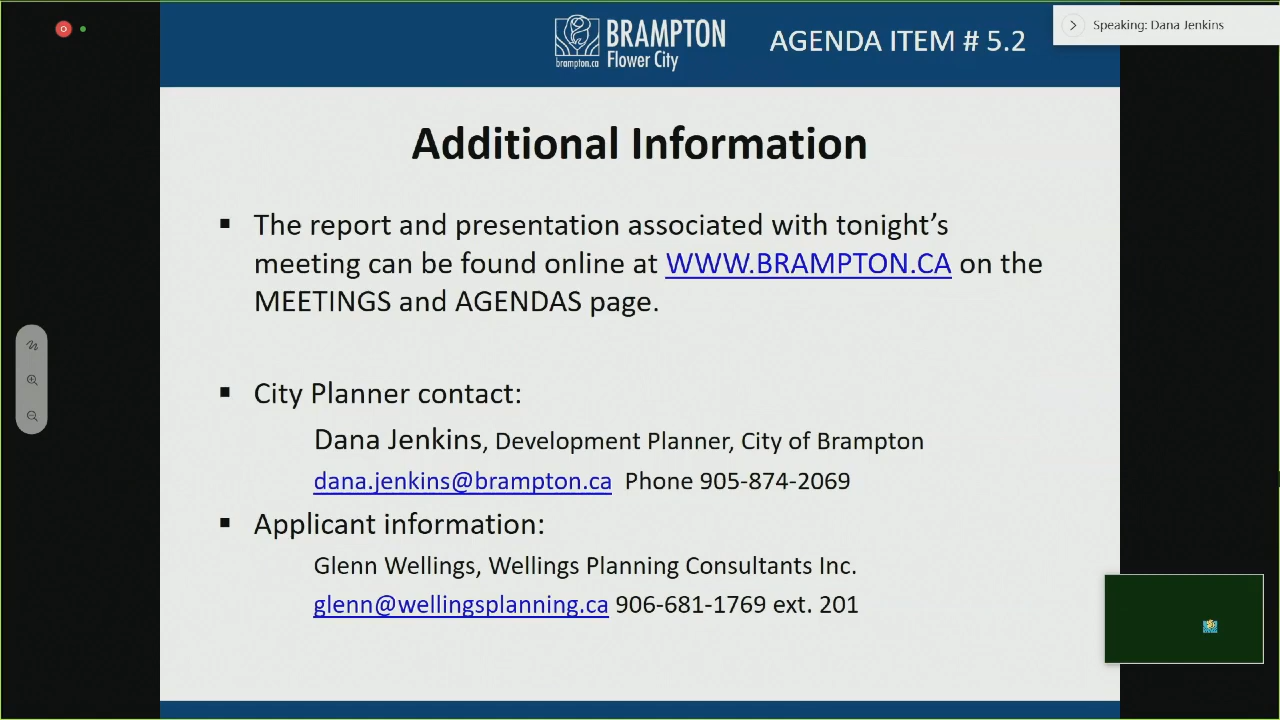 BRAMPTON
brampton.ca
Flower City
AGENDA ITEM # 5.2
Speaking: Dana Jenkins
Additional Information
The report and presentation associated with tonight’s
meeting can be found online at WWW.BRAMPTON.CA on the
MEETINGS and AGENDAS page.
City Planner contact:
Dana Jenkins, Development Planner, City of Brampton
dana.jenkins@brampton.ca Phone 905-874-2069
Applicant information:
Glenn Wellings, Wellings Planning Consultants Inc.
glenn@wellingsplanning.ca 906-681-1769 ext. 201